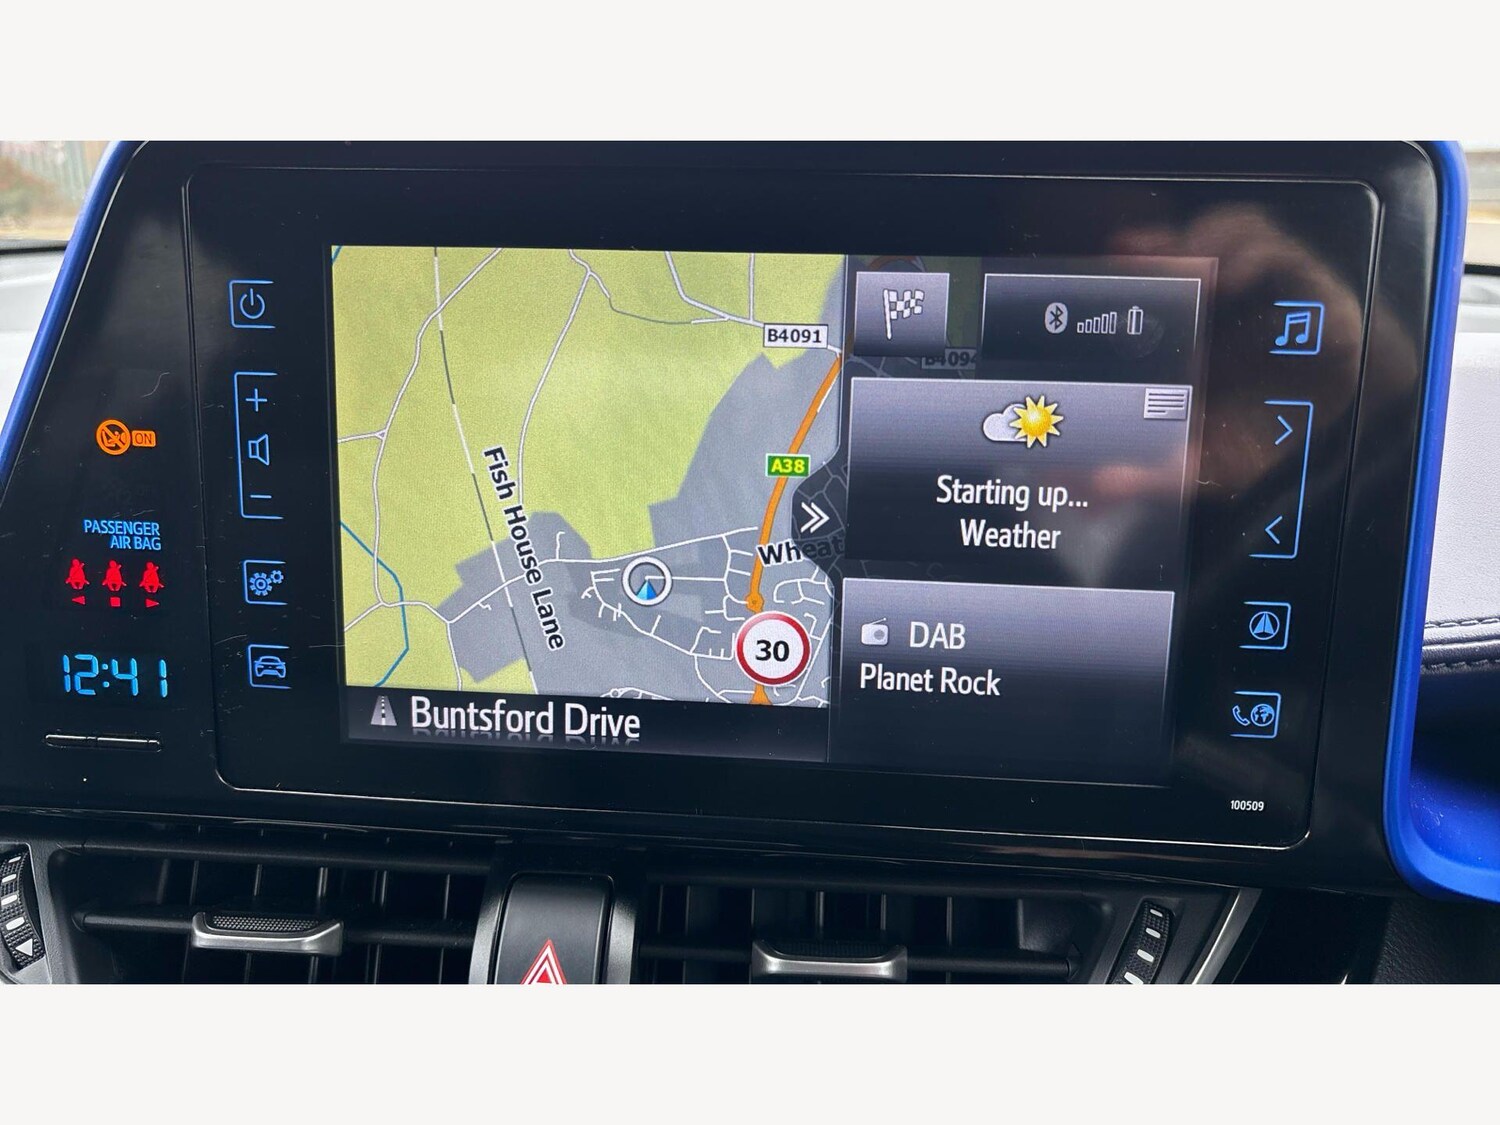 B4091
B4094
A38
Fish House Lane
Wheat
30
Buntsford Drive
Starting up...
Weather
DAB
Planet Rock
ON
PASSENGER
AIR BAG
12:41
100509